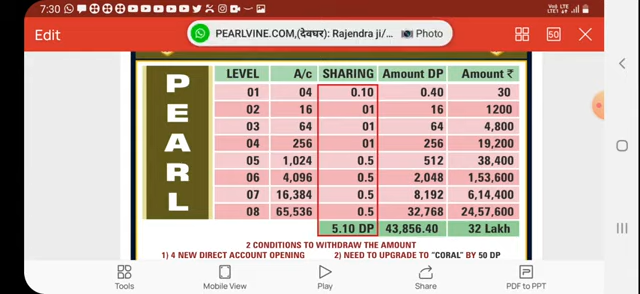 7:30
Vo0 LTE
LTE1
Edit
PEARLVINE.COM,(देवघर): Rajendra ji/... Photo
50
PEARL
LEVEL A/c SHARING Amount DP Amount ₹
01 04 0.10 0.40 30
02 16 01 16 1200
03 64 01 64 4,800
04 256 01 256 19,200
05 1,024 0.5 512 38,400
06 4,096 0.5 2,048 1,53,600
07 16,384 0.5 8,192 6,14,400
08 65,536 0.5 32,768 24,57,600
5.10 DP 43,856.40 32 Lakh
2 CONDITIONS TO WITHDRAW THE AMOUNT
1) 4 NEW DIRECT ACCOUNT OPENING 2) NEED TO UPGRADE TO “CORAL” BY 50 DP
Tools Mobile View Play Share PDF to PPT